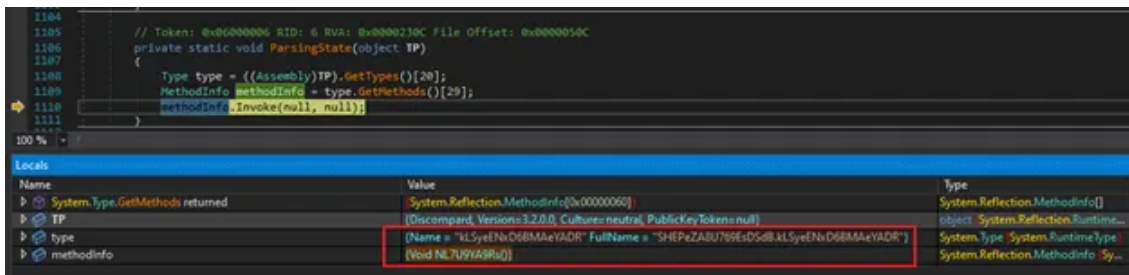 1104
1105 // Token: 0x06000006 RID: 6 RVA: 0x0000230C File Offset: 0x0000050C
1106 private static void ParsingState(object TP)
1107 {
1108 Type type = ((Assembly)TP).GetTypes()[20];
1109 MethodInfo methodInfo = type.GetMethods()[29];
1110 methodInfo.Invoke(null, null);
1111 }
100 %
Locals
Name Value Type
System.Type.GetMethods returned {System.Reflection.MethodInfo[0x00000060]} System.Reflection.MethodInfo[]
TP {Discompard, Version=3.2.0.0, Culture=neutral, PublicKeyToken=null} object {System.Reflection.Runtime...
type {Name = "kLSyeENxD6BMAeYADR" FullName = "SHEPeZA8U769EsDSdB.kLSyeENxD6BMAeYADR"} System.Type {System.RuntimeType}
methodInfo {Void NL7U9YA9Rs()} System.Reflection.MethodInfo {Sy...